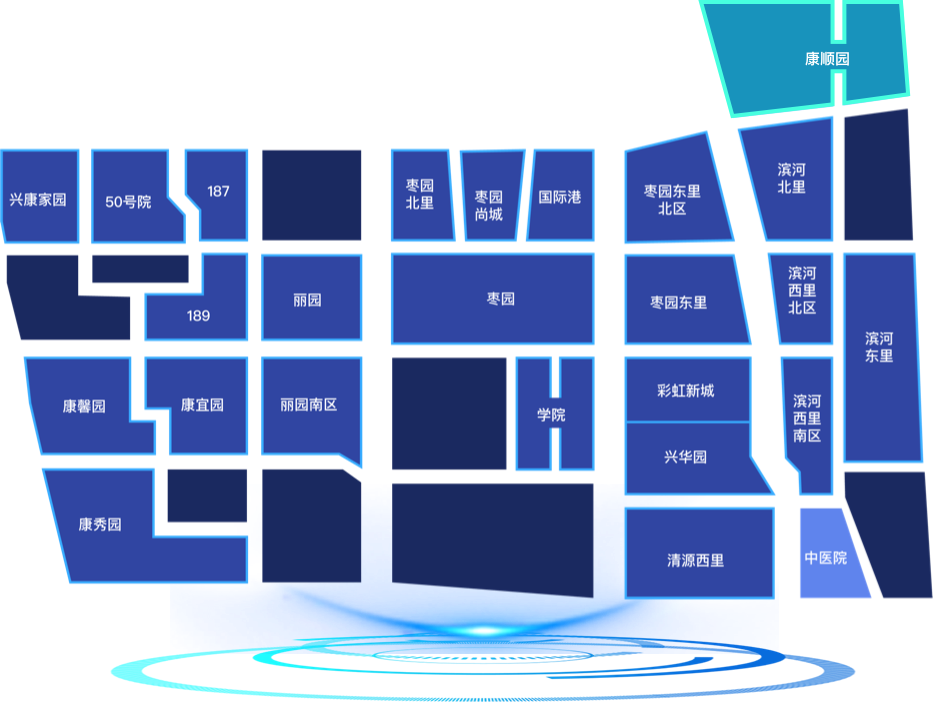 康顺园
兴康家园
50号院
187
枣园
北里
枣园
尚城
国际港
枣园东里
北区
滨河
北里
189
丽园
枣园
枣园东里
滨河
西里
北区
滨河
东里
康馨园
康宜园
丽园南区
学院
彩虹新城
兴华园
滨河
西里
南区
康秀园
清源西里
中医院